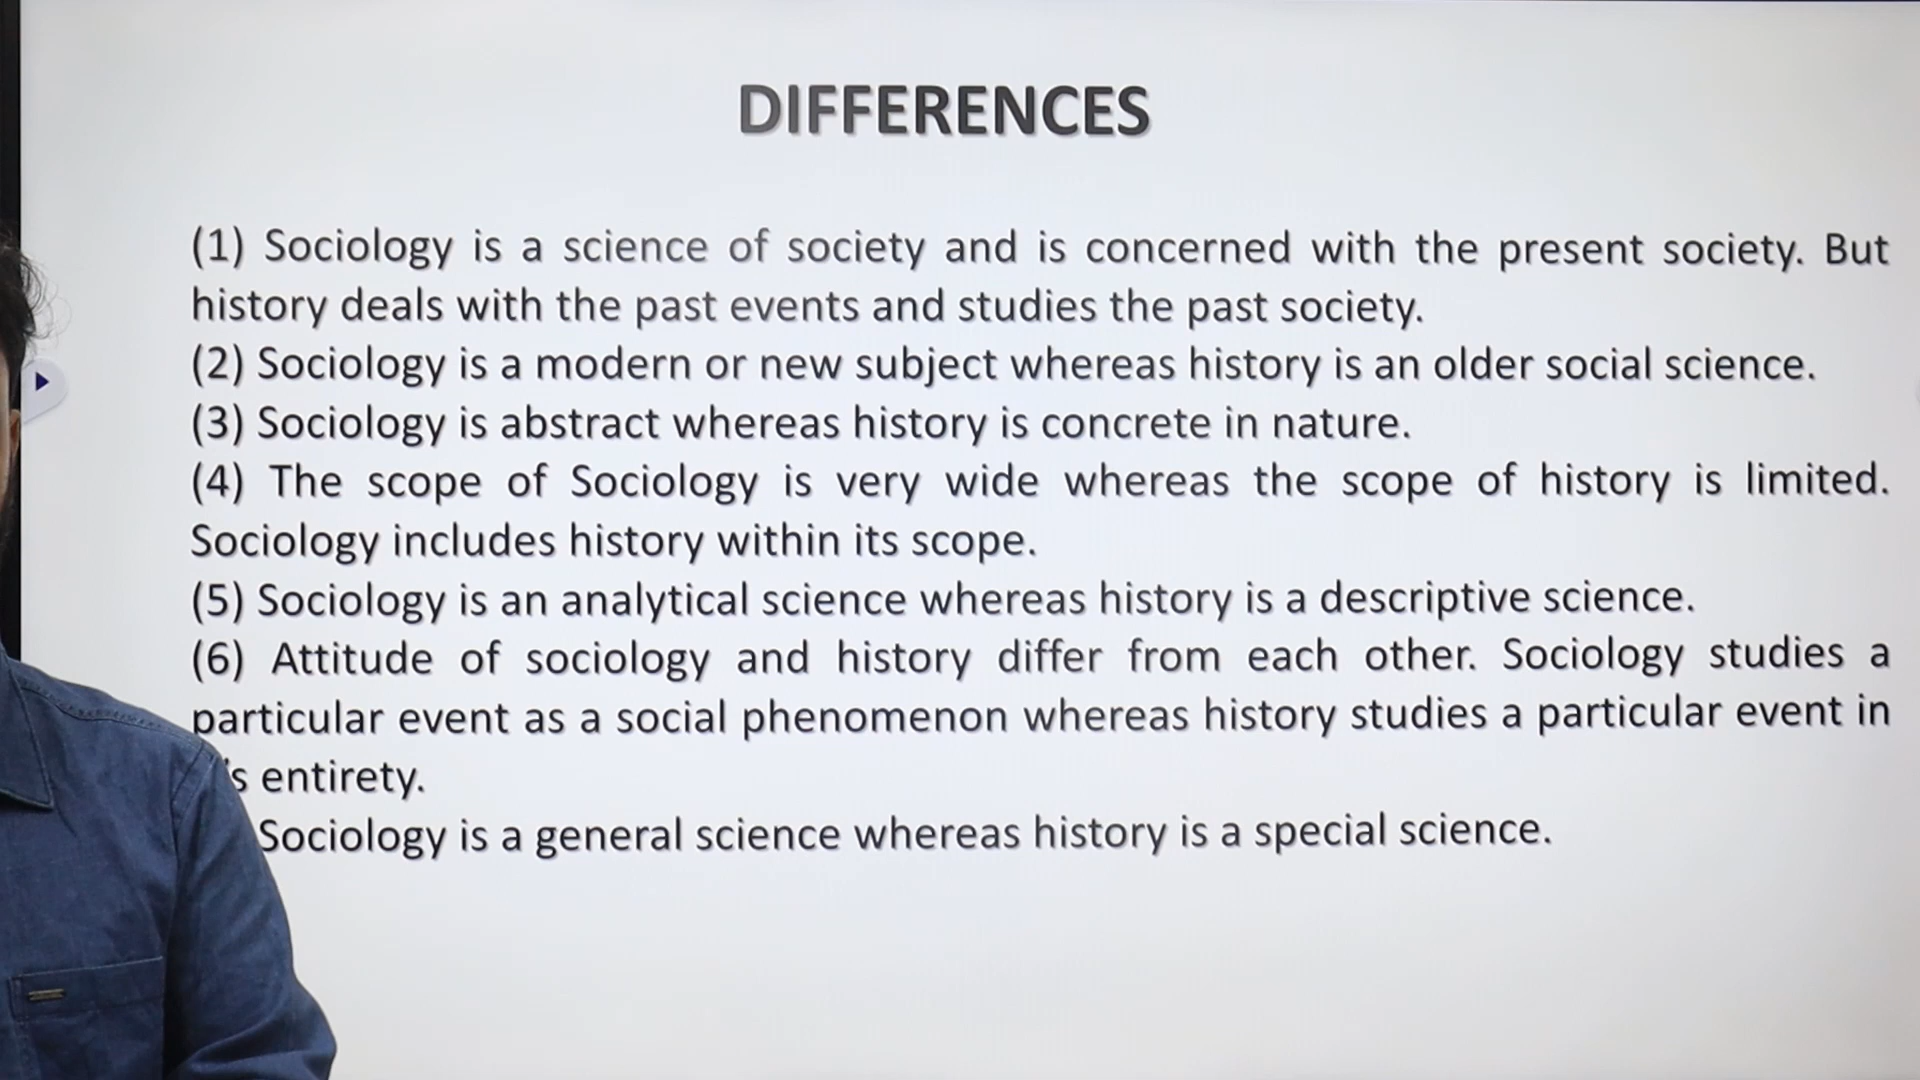 DIFFERENCES
(1) Sociology is a science of society and is concerned with the present society. But
history deals with the past events and studies the past society.
(2) Sociology is a modern or new subject whereas history is an older social science.
(3) Sociology is abstract whereas history is concrete in nature.
(4) The scope of Sociology is very wide whereas the scope of history is limited.
Sociology includes history within its scope.
(5) Sociology is an analytical science whereas history is a descriptive science.
(6) Attitude of sociology and history differ from each other. Sociology studies a
particular event as a social phenomenon whereas history studies a particular event in
entirety.
Sociology is a general science whereas history is a special science.